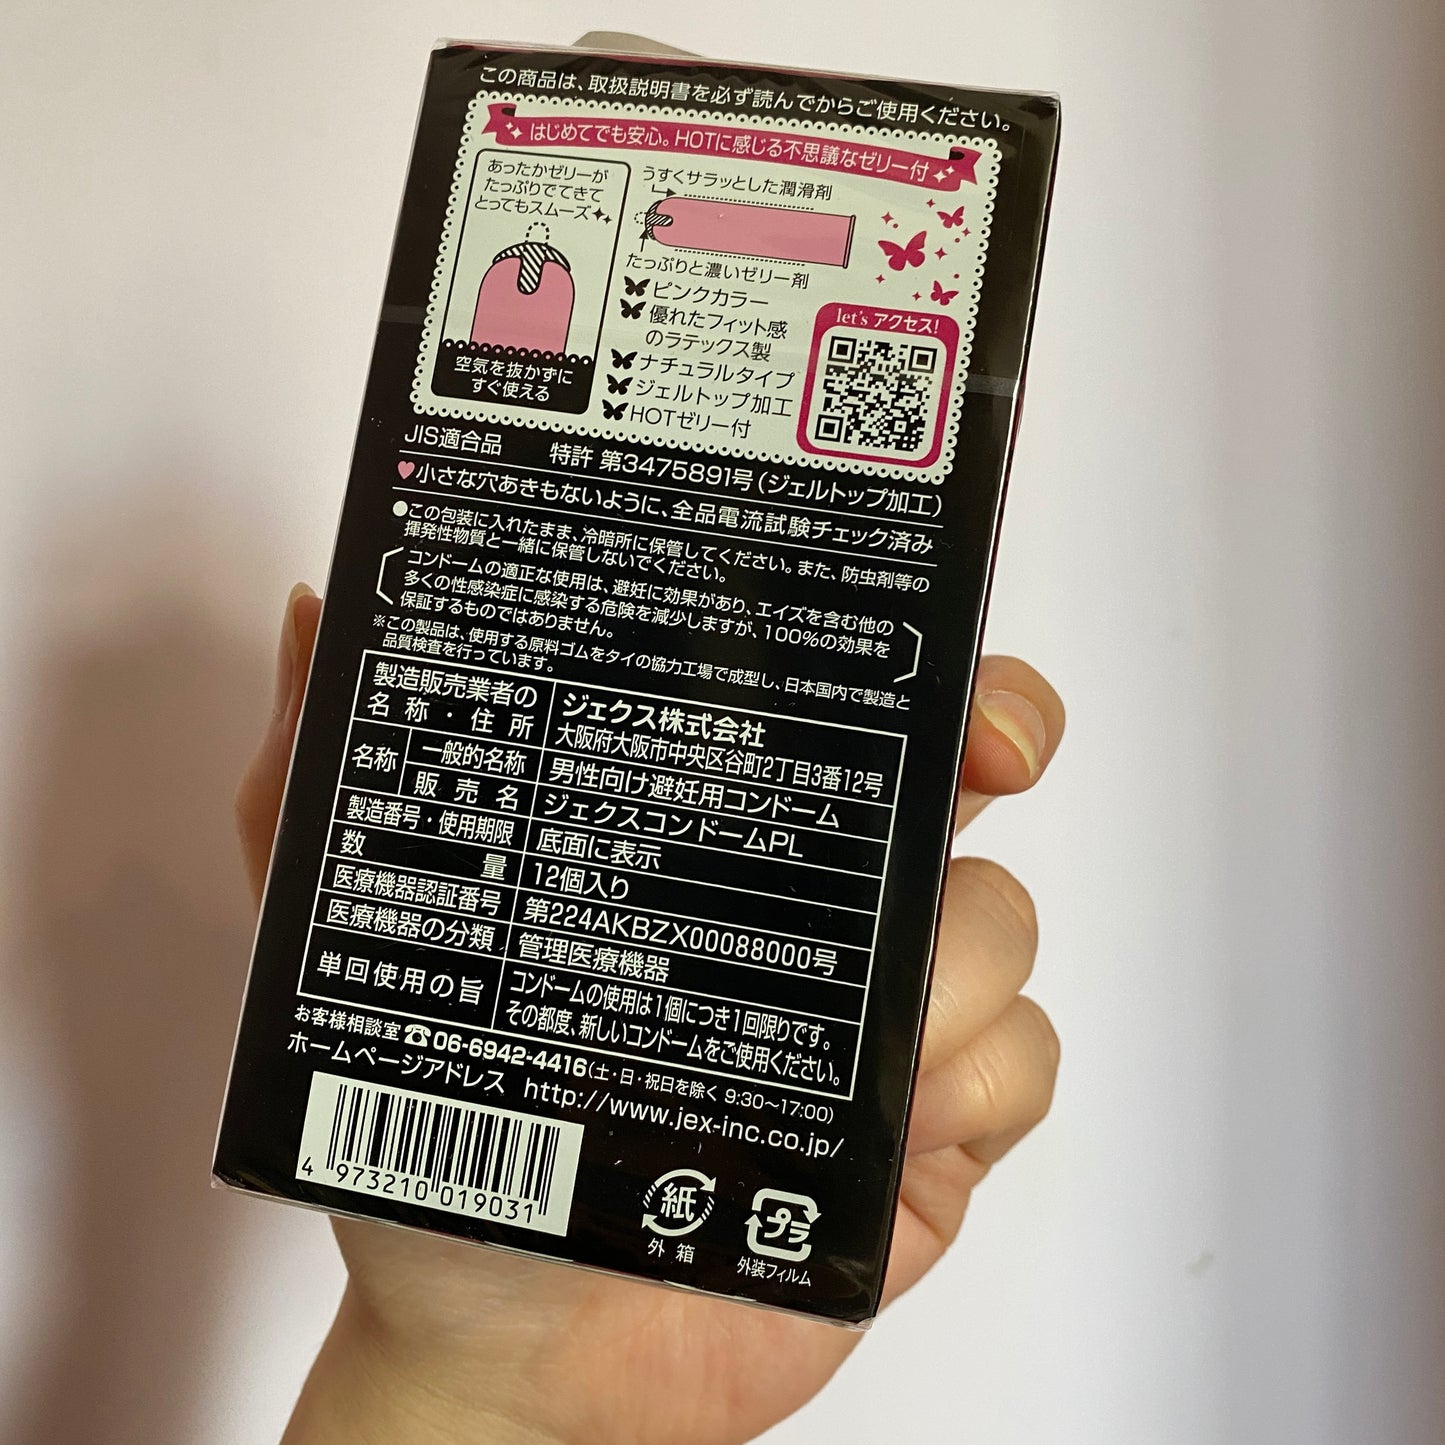 この商品は、取扱説明書を必ず読んでからご使用ください。
はじめてでも安心。HOTに感じる不思議なゼリー付
あったかゼリーが
たっぷりでてきて
とってもスムーズ
空気を抜かずに
すぐ使える
うすくサラッとした潤滑剤
たっぷりと濃いゼリー剤
ピンクカラー
優れたフィット感
のラテックス製
ナチュラルタイプ
ジェルトップ加工
HOTゼリー付
let's アクセス!
JIS適合品 特許 第3475891号(ジェルトップ加工)
小さな穴あきもないように、全品電流試験チェック済み
●この包装に入れたまま、冷暗所に保管してください。また、防虫剤等の
揮発性物質と一緒に保管しないでください。
コンドームの適正な使用は、避妊に効果があり、エイズを含む他の
多くの性感染症に感染する危険を減少しますが、100%の効果を
保証するものではありません。
※この製品は、使用する原料ゴムをタイの協力工場で成型し、日本国内で製造と
品質検査を行っています。
製造販売業者の
名称・住所
ジェクス株式会社
大阪府大阪市中央区谷町2丁目3番12号
名称 一般的名称 男性向け避妊用コンドーム
販売名 ジェクスコンドームPL
製造番号・使用期限 底面に表示
数量 12個入り
医療機器認証番号 第224AKBZX00088000号
医療機器の分類 管理医療機器
単回使用の旨
コンドームの使用は1個につき1回限りです。
その都度、新しいコンドームをご使用ください。
お客様相談室 ☎06-6942-4416(土・日・祝日を除く 9:30〜17:00)
ホームページアドレス http://www.jex-inc.co.jp/
4 973210 019031
紙
外箱
プラ
外装フィルム